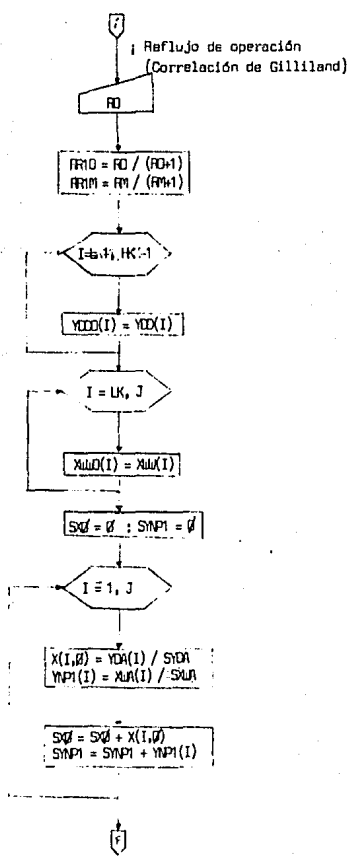 ; Reflujo de operación
(Correlación de Gilliland)
RO
RR1O = RO / (RO+1)
RR1M = RM / (RM+1)
YDDO(I) = YDD(I)
I = LK, J
XWWO(I) = XWW(I)
SXØ = Ø ; SYNP1 = Ø
I = 1, J
X(I,Ø) = YDA(I) / SYDA
YNP1(I) = XWA(I) / SXWA
SXØ = SXØ + X(I,Ø)
SYNP1 = SYNP1 + YNP1(I)
F